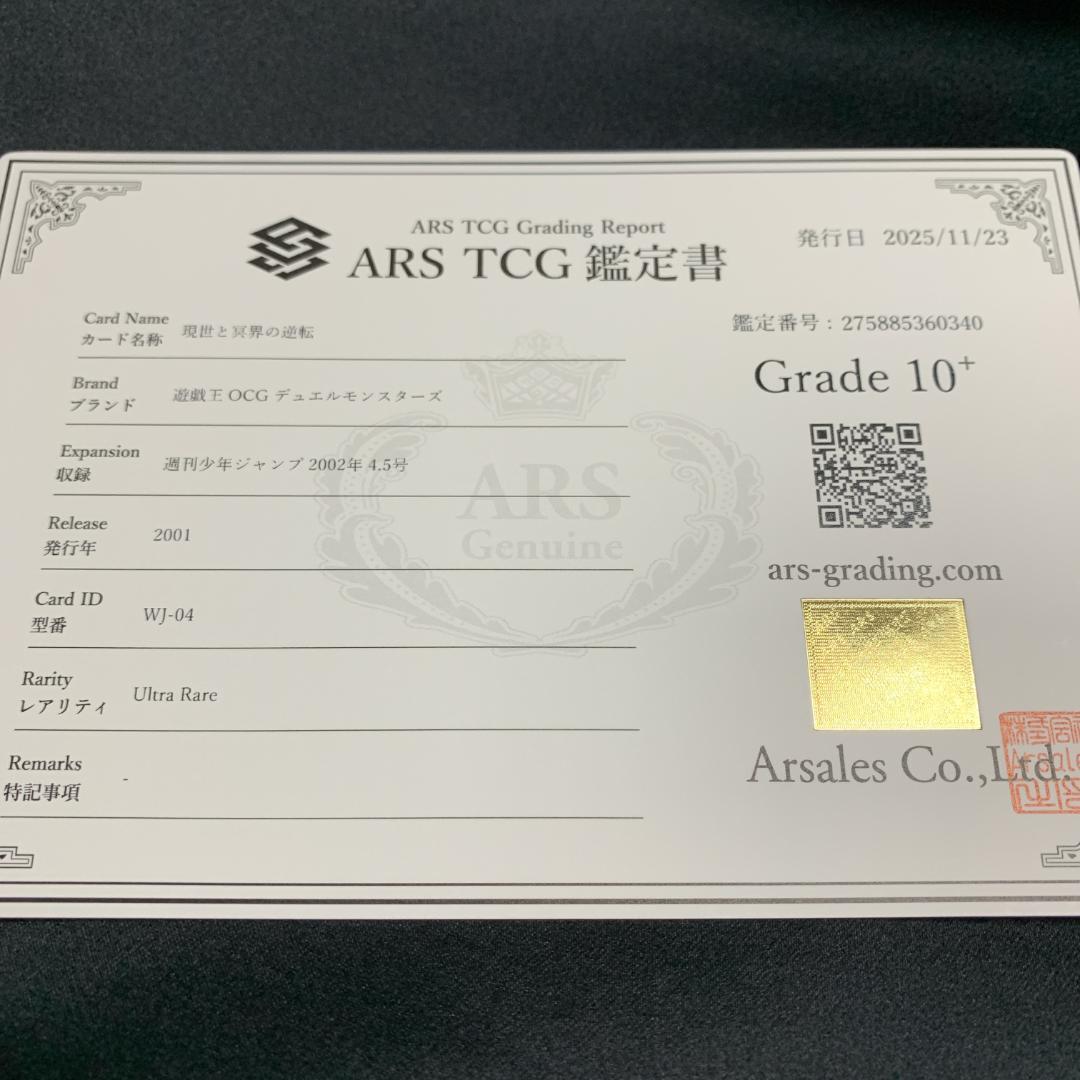 ARS TCG Grading Report
ARS TCG 鑑定書
発行日 2025/11/23
Card Name
カード名称 現世と冥界の逆転
Brand
ブランド 遊戯王 OCG デュエルモンスターズ
Expansion
収録 週刊少年ジャンプ 2002年 4.5号
Release
発行年 2001
Card ID
型番 WJ-04
Rarity
レアリティ Ultra Rare
Remarks
特記事項 -
ARS
Genuine
鑑定番号：275885360340
Grade 10+
ars-grading.com
Arsales Co.,Ltd.